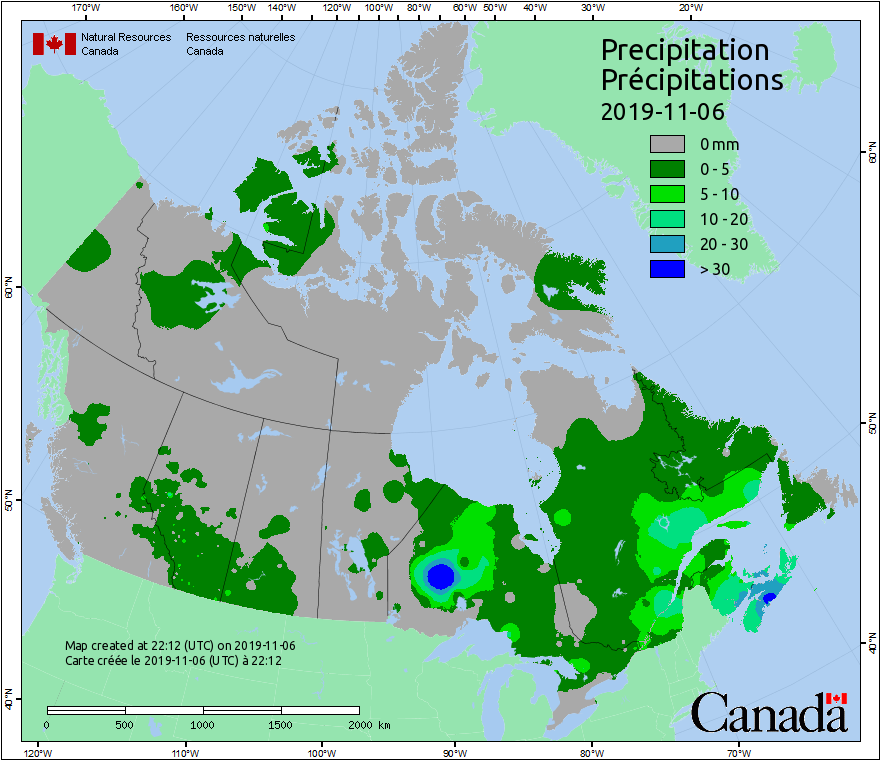 170°W 160°W 150°W 140°W 130°W 120°W 110°W 100°W 90°W 80°W 60°W 50°W 40°W 30°W 20°W
Natural Resources Canada
Ressources naturelles Canada
Precipitation
Précipitations
2019-11-06
0 mm
0 - 5
5 - 10
10 - 20
20 - 30
> 30
60°N
60°N
50°N
50°N
40°N
40°N
Map created at 22:12 (UTC) on 2019-11-06
Carte créée le 2019-11-06 (UTC) à 22:12
0 500 1000 1500 2000 km
Canada
120°W 110°W 100°W 90°W 80°W 70°W